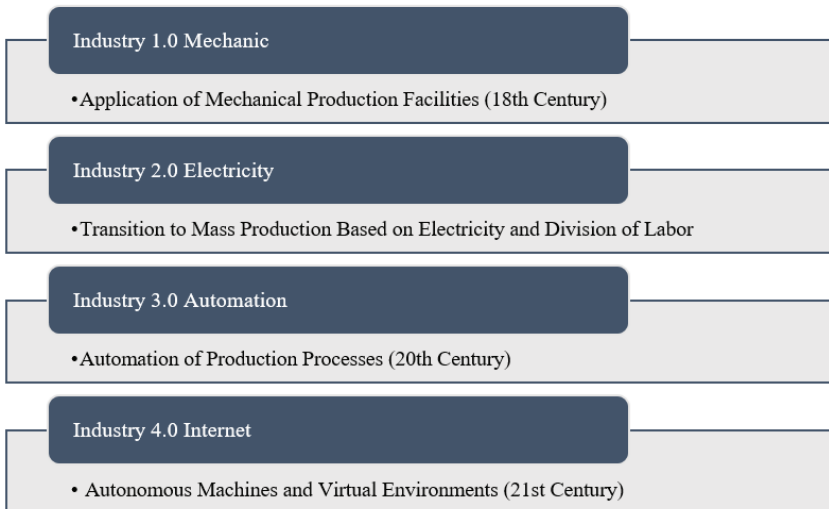 Industry 1.0 Mechanic
•Application of Mechanical Production Facilities (18th Century)
Industry 2.0 Electricity
•Transition to Mass Production Based on Electricity and Division of Labor
Industry 3.0 Automation
•Automation of Production Processes (20th Century)
Industry 4.0 Internet
• Autonomous Machines and Virtual Environments (21st Century)